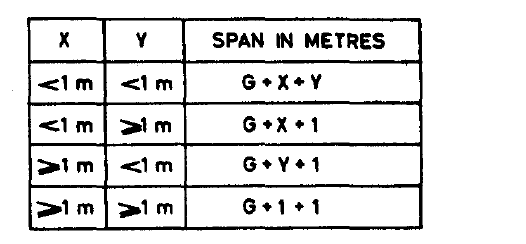 X Y SPAN IN METRES
<1 m <1 m G + X + Y
<1 m ⩾1 m G + X + 1
⩾1 m <1 m G + Y + 1
⩾1 m ⩾1 m G + 1 + 1